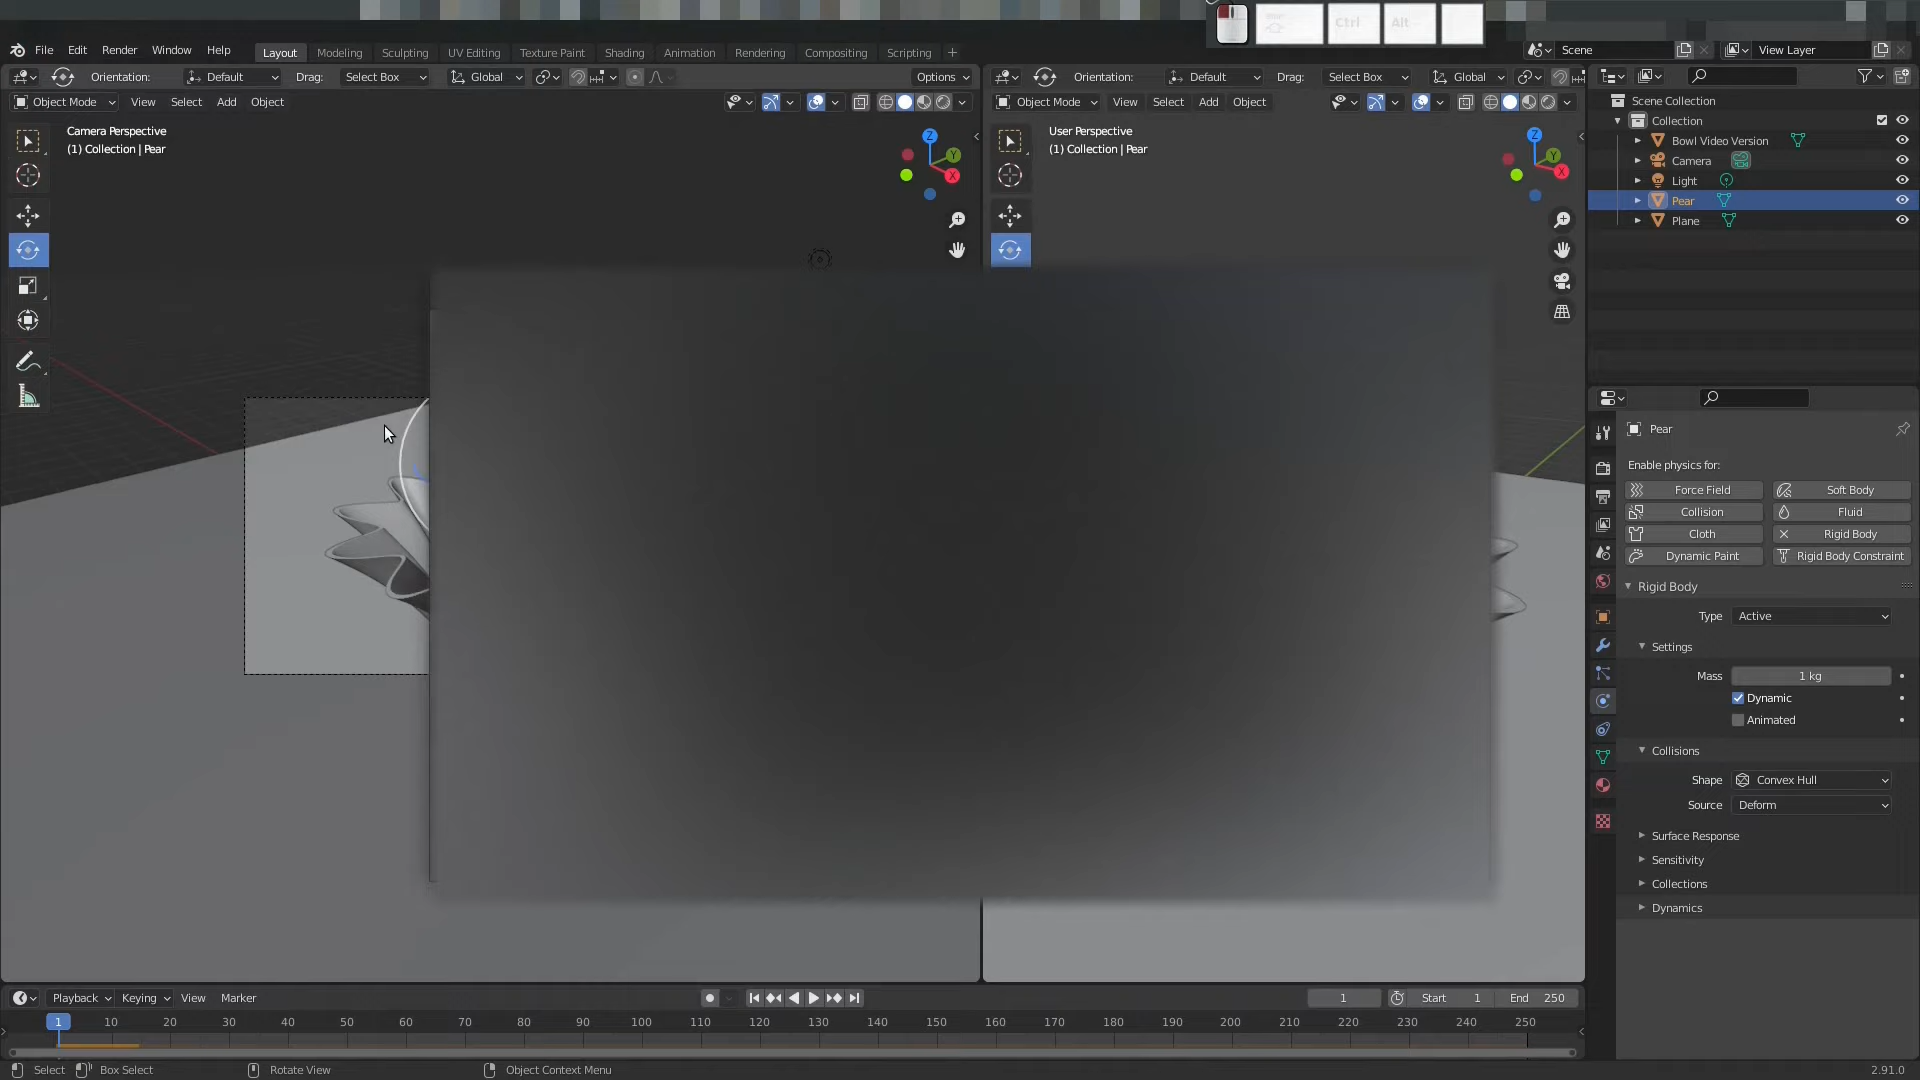 Ctrl Alt
File Edit Render Window Help Layout Modeling Sculpting UV Editing Texture Paint Shading Animation Rendering Compositing Scripting + Scene View Layer
Orientation: Default Drag: Select Box Global Options
Orientation: Default Drag: Select Box Global
Object Mode View Select Add Object
Object Mode View Select Add Object
Camera Perspective
(1) Collection | Pear
Z
Y
X
User Perspective
(1) Collection | Pear
Z
Y
X
Scene Collection
Collection
Bowl Video Version
Camera
Light
Pear
Plane
Pear
Enable physics for:
Force Field Soft Body
Collision Fluid
Cloth Rigid Body
Dynamic Paint Rigid Body Constraint
Rigid Body
Type Active
Settings
Mass 1 kg
Dynamic
Animated
Collisions
Shape Convex Hull
Source Deform
Surface Response
Sensitivity
Collections
Dynamics
Playback Keying View Marker 1 Start 1 End 250
1 10 20 30 40 50 60 70 80 90 100 110 120 130 140 150 160 170 180 190 200 210 220 230 240 250
Select Box Select Rotate View Object Context Menu 2.91.0